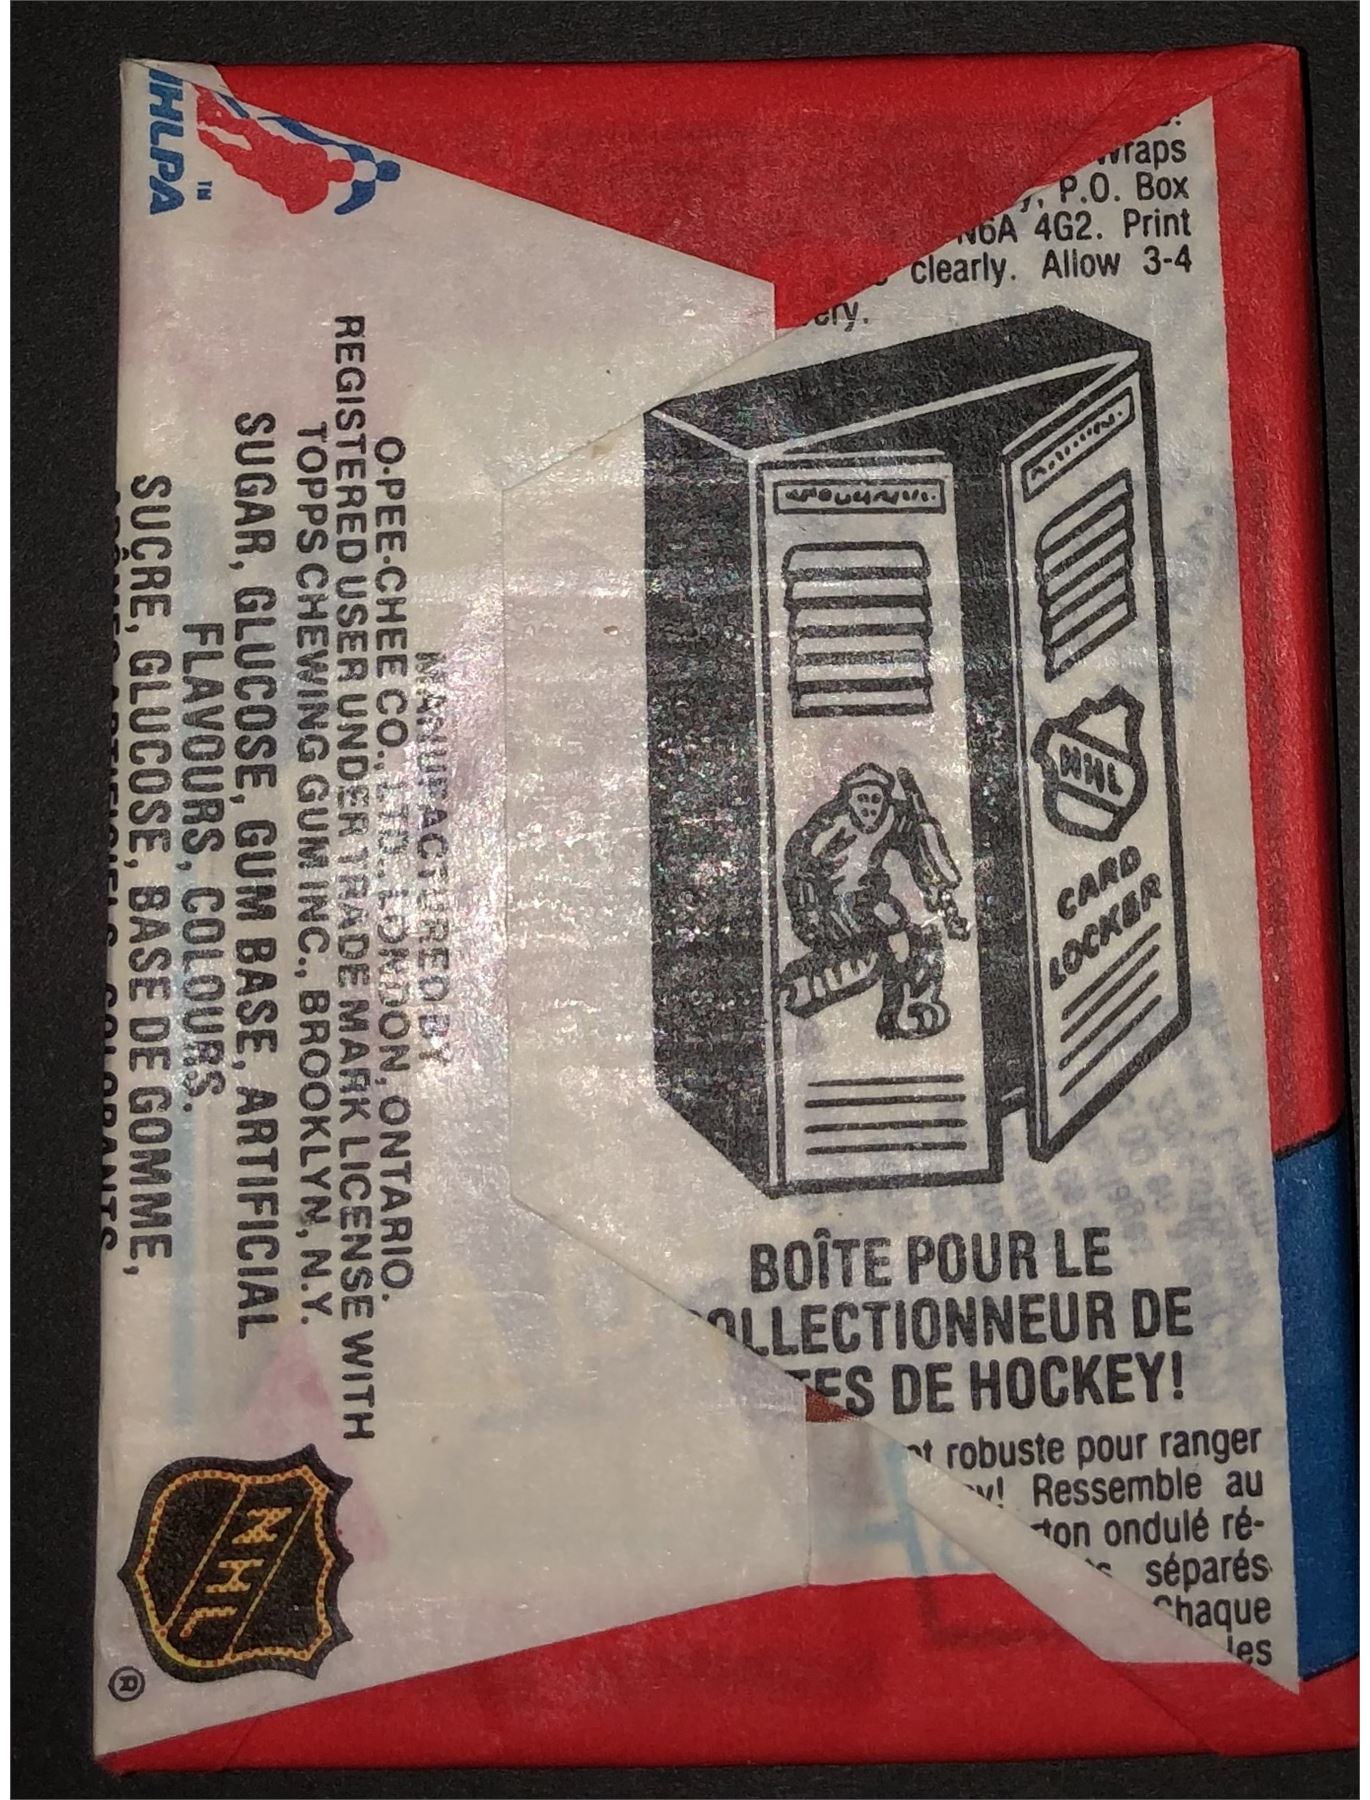 NHLPA
TM
wraps
P.O. Box
N6A 4G2. Print
clearly. Allow 3-4
NHL
CARD
LOCKER
BOÎTE POUR LE
OLLECTIONNEUR DE
ES DE HOCKEY!
robuste pour ranger
Ressemble au
ondulé ré-
séparés
Chaque
les
MANUFACTURED BY
O-PEE-CHEE CO., LTD., LONDON, ONTARIO.
REGISTERED USER UNDER TRADE MARK LICENSE WITH
TOPPS CHEWING GUM INC., BROOKLYN, N.Y.
SUGAR, GLUCOSE, GUM BASE, ARTIFICIAL
FLAVOURS, COLOURS.
SUCRE, GLUCOSE, BASE DE GOMME,
NHL
®